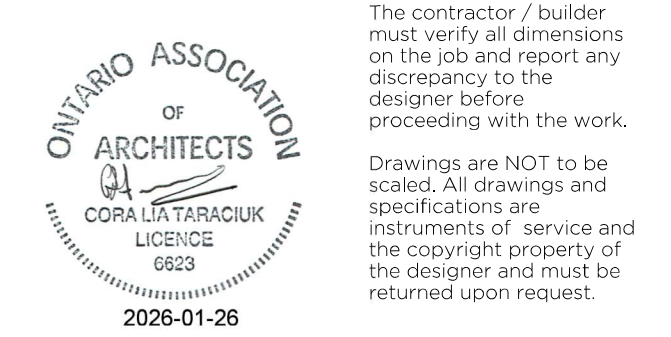 ONTARIO ASSOCIATION
OF
ARCHITECTS
CORALIA TARACIUK
LICENCE
6623
2026-01-26
The contractor / builder
must verify all dimensions
on the job and report any
discrepancy to the
designer before
proceeding with the work.
Drawings are NOT to be
scaled. All drawings and
specifications are
instruments of service and
the copyright property of
the designer and must be
returned upon request.